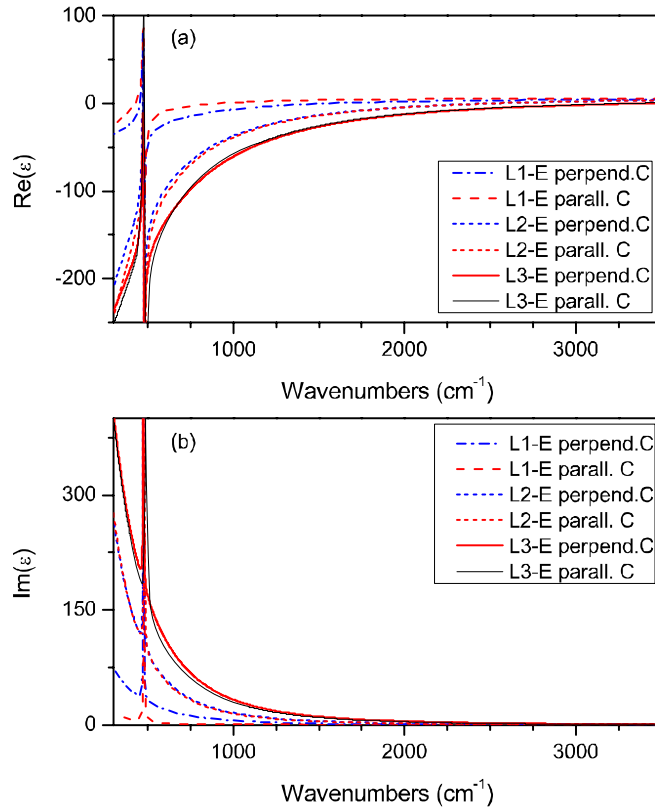 100
0
-100
-200
Re(ε)
(a)
L1-E perpend.C
L1-E parall. C
L2-E perpend.C
L2-E parall. C
L3-E perpend.C
L3-E parall. C
1000 2000 3000
Wavenumbers (cm⁻¹)
300
150
0
Im(ε)
(b)
L1-E perpend.C
L1-E parall. C
L2-E perpend.C
L2-E parall. C
L3-E perpend.C
L3-E parall. C
1000 2000 3000
Wavenumbers (cm⁻¹)